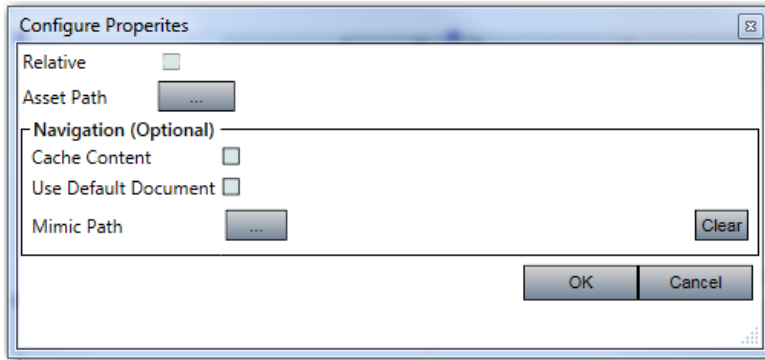 Configure Properites
Relative
Asset Path ...
Navigation (Optional)
Cache Content
Use Default Document
Mimic Path ... Clear
OK Cancel